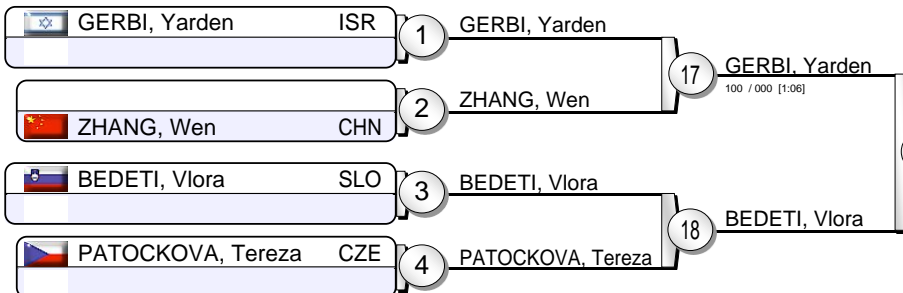 GERBI, Yarden ISR
1
GERBI, Yarden
17
GERBI, Yarden
100 / 000 [1:06]
2
ZHANG, Wen
ZHANG, Wen CHN
BEDETI, Vlora SLO
3
BEDETI, Vlora
18
BEDETI, Vlora
PATOCKOVA, Tereza CZE
4
PATOCKOVA, Tereza